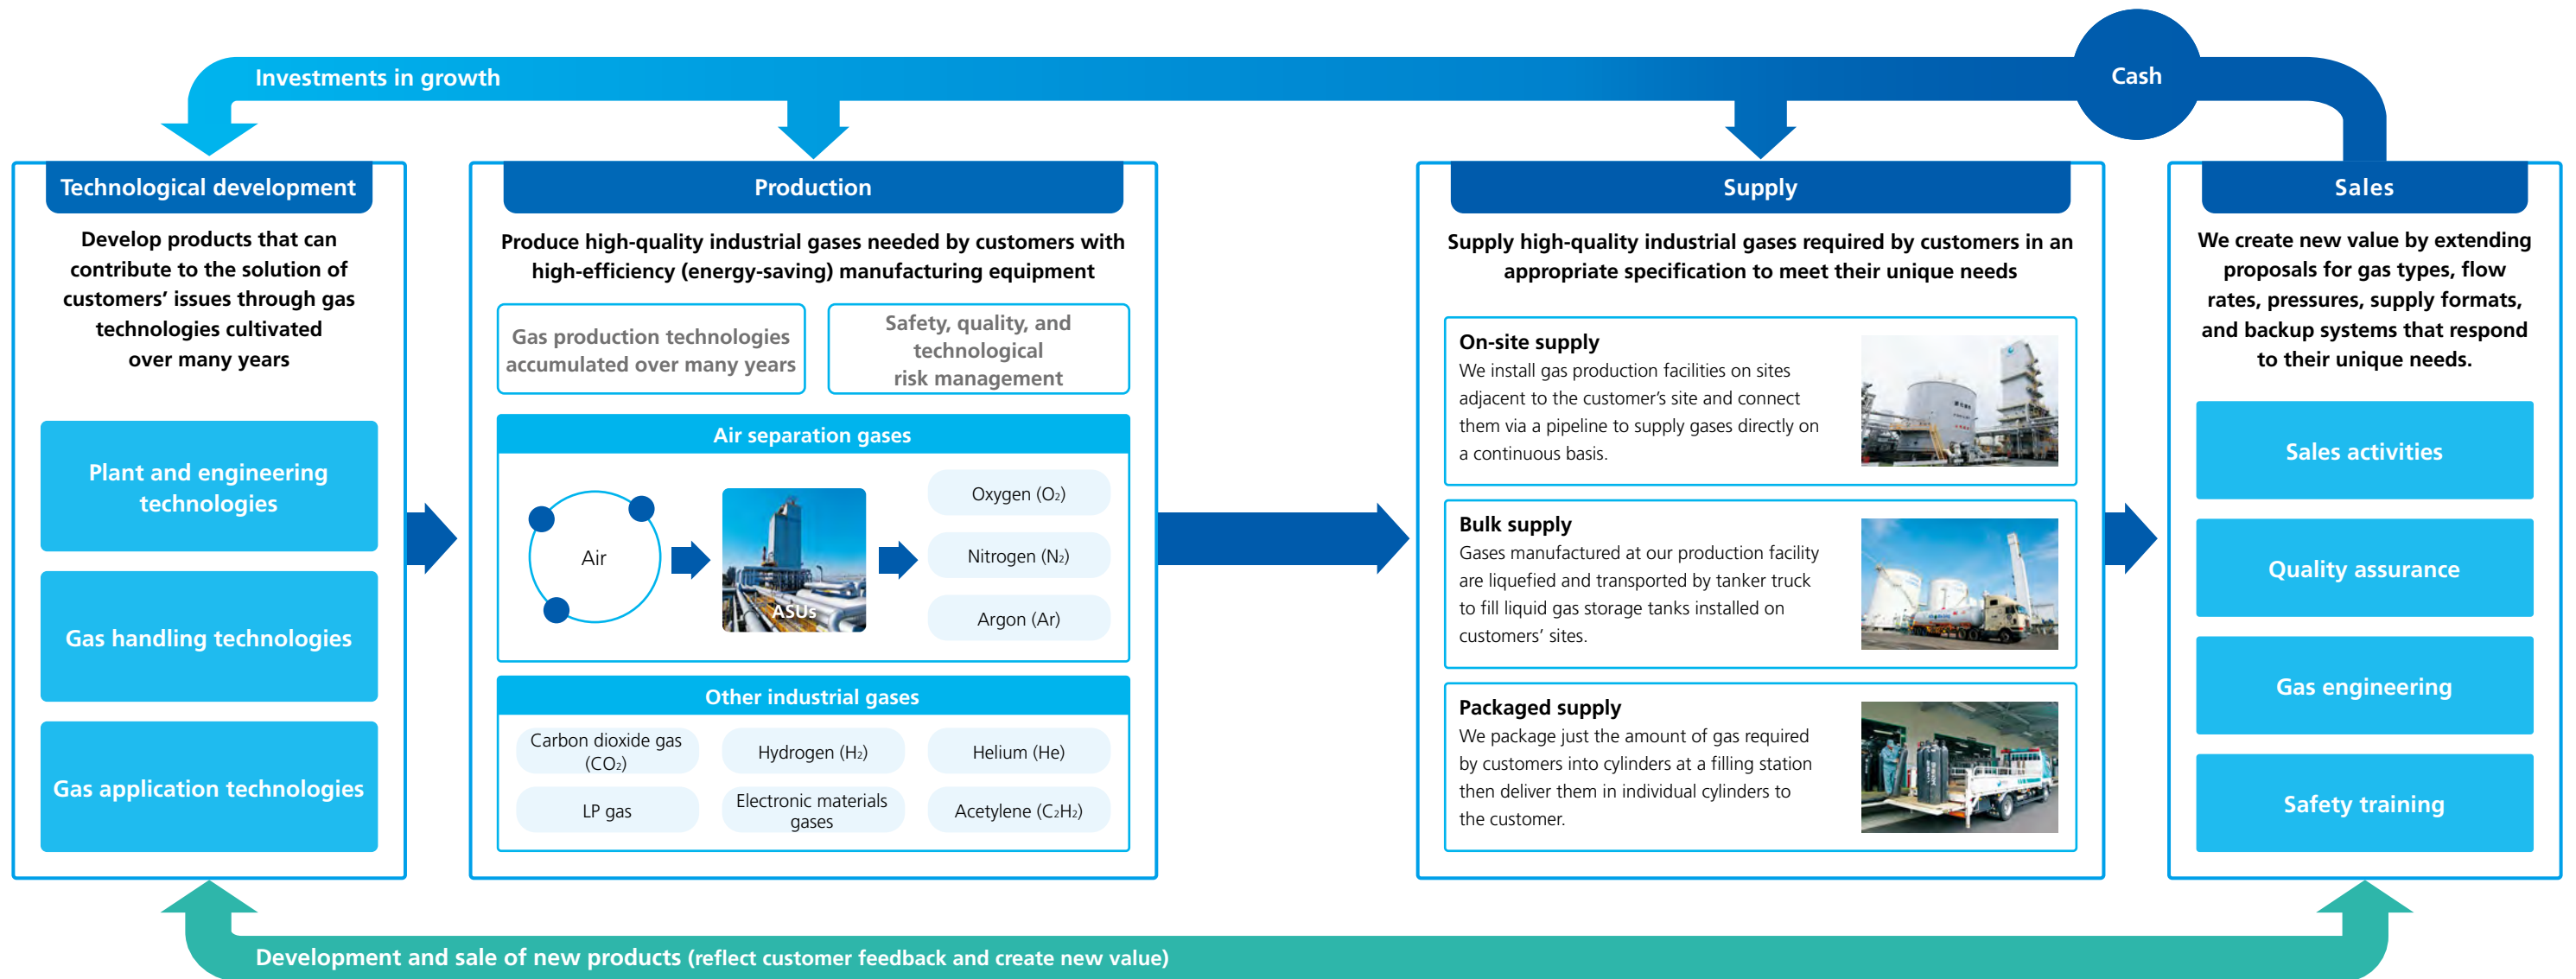 Investments in growth
Cash
Technological development
Develop products that can
contribute to the solution of
customers’ issues through gas
technologies cultivated
over many years
Plant and engineering
technologies
Gas handling technologies
Gas application technologies
Production
Produce high-quality industrial gases needed by customers with
high-efficiency (energy-saving) manufacturing equipment
Gas production technologies
accumulated over many years
Safety, quality, and
technological
risk management
Air separation gases
Air
ASUs
Oxygen (O₂)
Nitrogen (N₂)
Argon (Ar)
Other industrial gases
Carbon dioxide gas
(CO₂)
Hydrogen (H₂)
Helium (He)
LP gas
Electronic materials
gases
Acetylene (C₂H₂)
Supply
Supply high-quality industrial gases required by customers in an
appropriate specification to meet their unique needs
On-site supply
We install gas production facilities on sites
adjacent to the customer’s site and connect
them via a pipeline to supply gases directly on
a continuous basis.
Bulk supply
Gases manufactured at our production facility
are liquefied and transported by tanker truck
to fill liquid gas storage tanks installed on
customers’ sites.
Packaged supply
We package just the amount of gas required
by customers into cylinders at a filling station
then deliver them in individual cylinders to
the customer.
Sales
We create new value by extending
proposals for gas types, flow
rates, pressures, supply formats,
and backup systems that respond
to their unique needs.
Sales activities
Quality assurance
Gas engineering
Safety training
Development and sale of new products (reflect customer feedback and create new value)